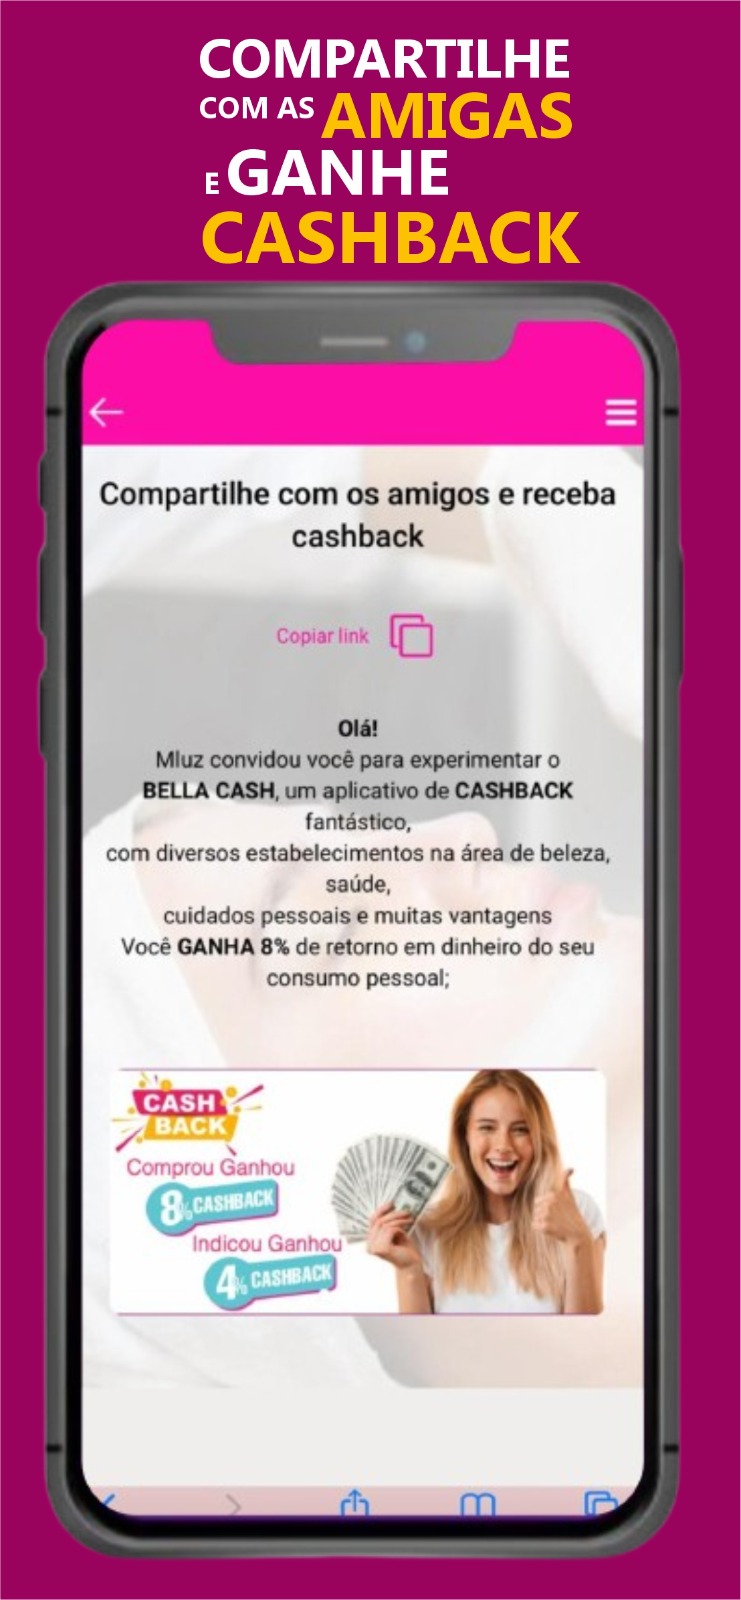 COMPARTILHE
COM AS AMIGAS
E GANHE
CASHBACK
Compartilhe com os amigos e receba
cashback
Copiar link
Olá!
Mluz convidou você para experimentar o
BELLA CASH, um aplicativo de CASHBACK
fantástico,
com diversos estabelecimentos na área de beleza,
saúde,
cuidados pessoais e muitas vantagens
Você GANHA 8% de retorno em dinheiro do seu
consumo pessoal;
CASH
BACK
Comprou Ganhou
8% CASHBACK
Indicou Ganhou
4% CASHBACK